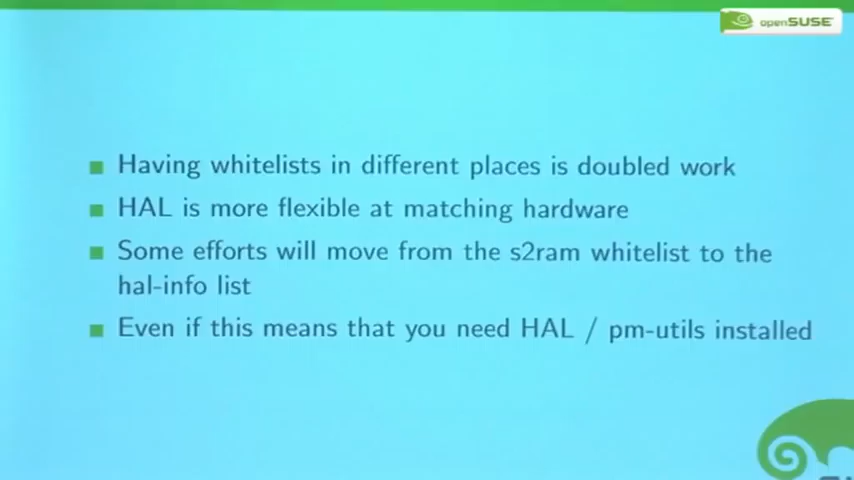 openSUSE
Having whitelists in different places is doubled work
HAL is more flexible at matching hardware
Some efforts will move from the s2ram whitelist to the
hal-info list
Even if this means that you need HAL / pm-utils installed